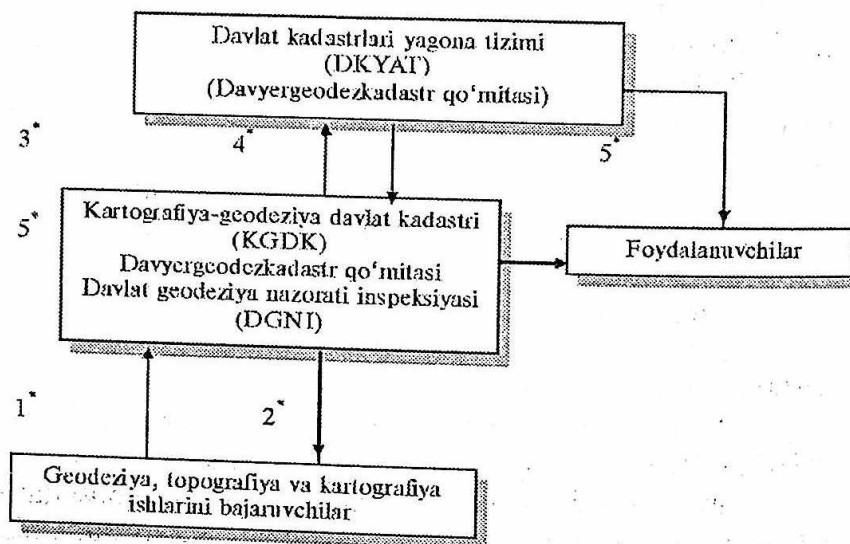 Davlat kadastrlari yagona tizimi
(DKYAT)
(Davyergeodezkadastr qo‘mitasi)
3*
4*
5*
5*
Kartografiya-geodeziya davlat kadastri
(KGDK)
Davyergeodezkadastr qo‘mitasi
Davlat geodeziya nazorati inspeksiyasi
(DGNI)
Foydalanuvchilar
1*
2*
Geodeziya, topografiya va kartografiya
ishlarini bajaruvchilar